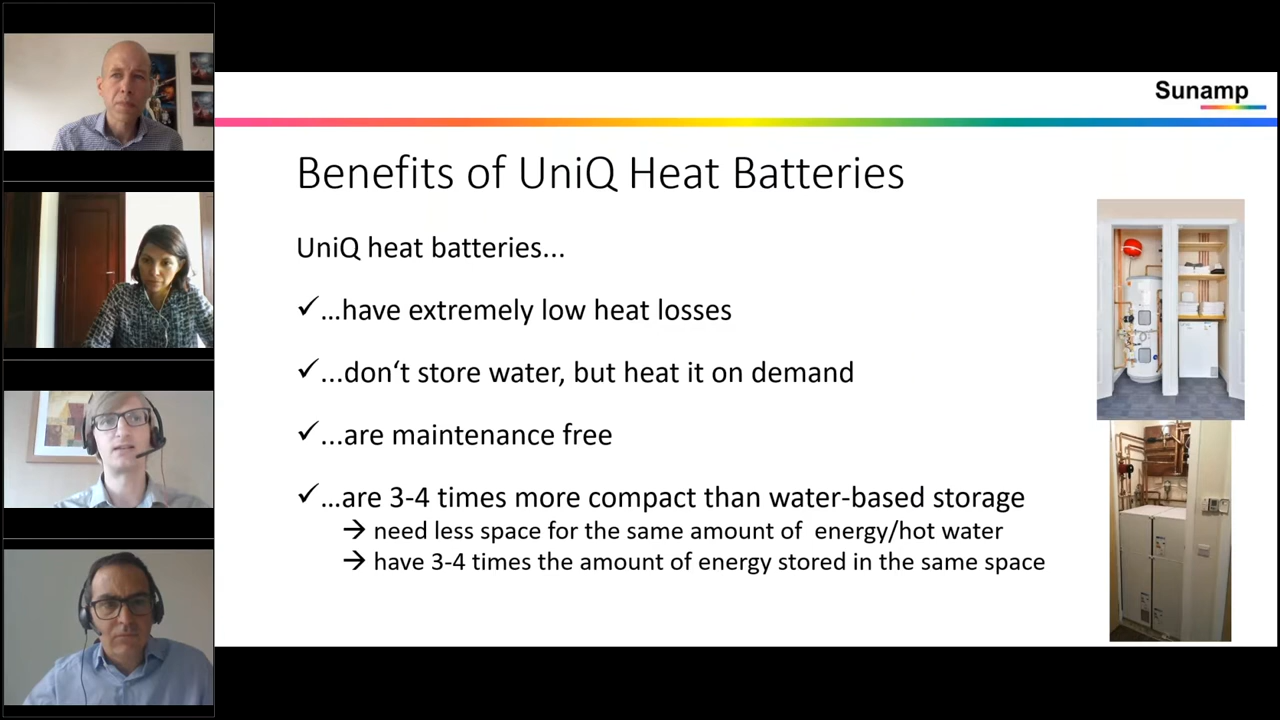 Sunamp
Benefits of UniQ Heat Batteries
UniQ heat batteries...
✓ ...have extremely low heat losses
✓ ...don‘t store water, but heat it on demand
✓ ...are maintenance free
✓ ...are 3-4 times more compact than water-based storage
→ need less space for the same amount of energy/hot water
→ have 3-4 times the amount of energy stored in the same space